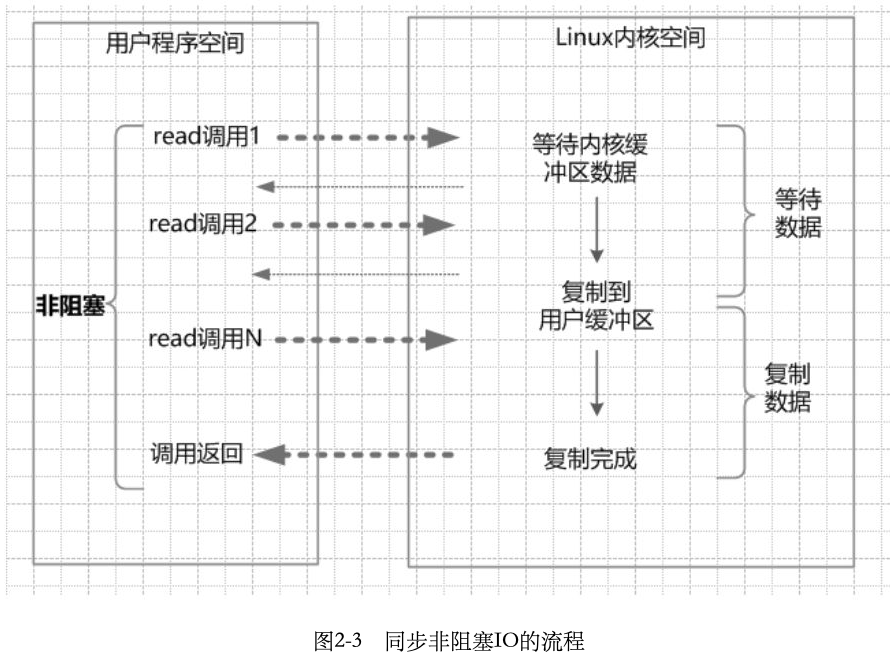 用户程序空间
Linux内核空间
read调用1
等待内核缓
冲区数据
等待
数据
read调用2
非阻塞
复制到
用户缓冲区
read调用N
复制
数据
调用返回
复制完成
图2-3 同步非阻塞IO的流程